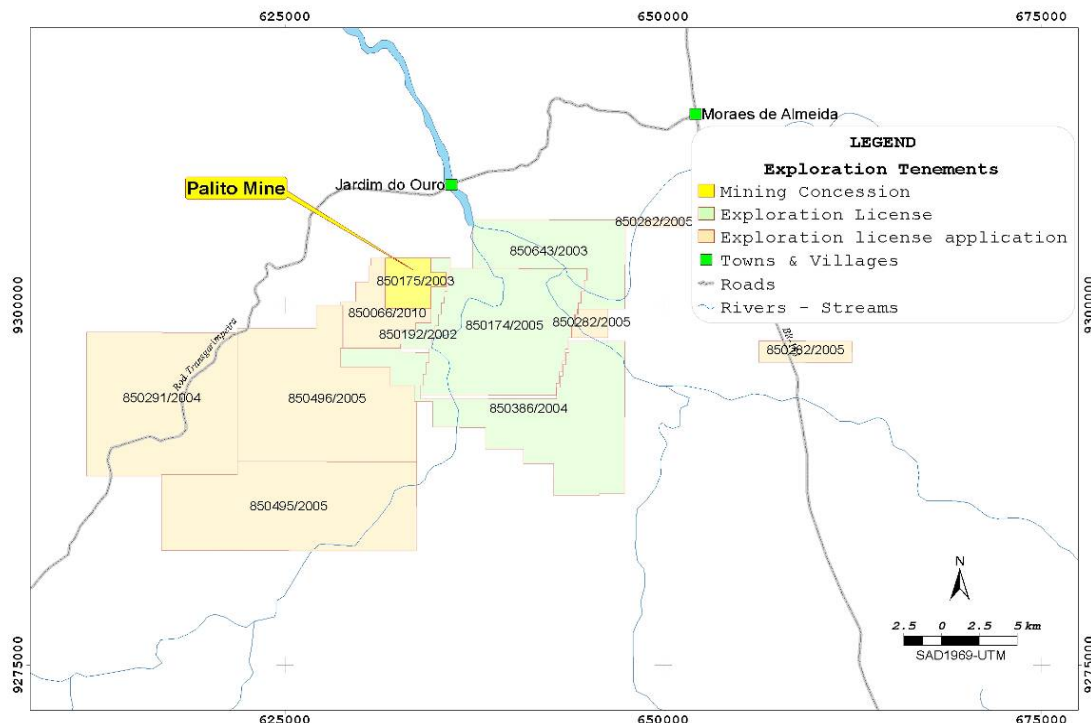 625000
650000
675000
Moraes de Almeida
LEGEND
Exploration Tenements
Mining Concession
Exploration License
Exploration license application
Towns & Villages
Roads
Rivers - Streams
Palito Mine
Jardim do Ouro
850282/2005
850643/2003
850175/2003
9300000
9300000
850066/2010
850174/2005
850282/2005
850192/2002
850282/2005
Rod Transgarimpeira
850291/2004
850496/2005
850386/2004
850495/2005
N
2.5 0 2.5 5 km
SAD1969-UTM
9275000
9275000
625000
650000
675000